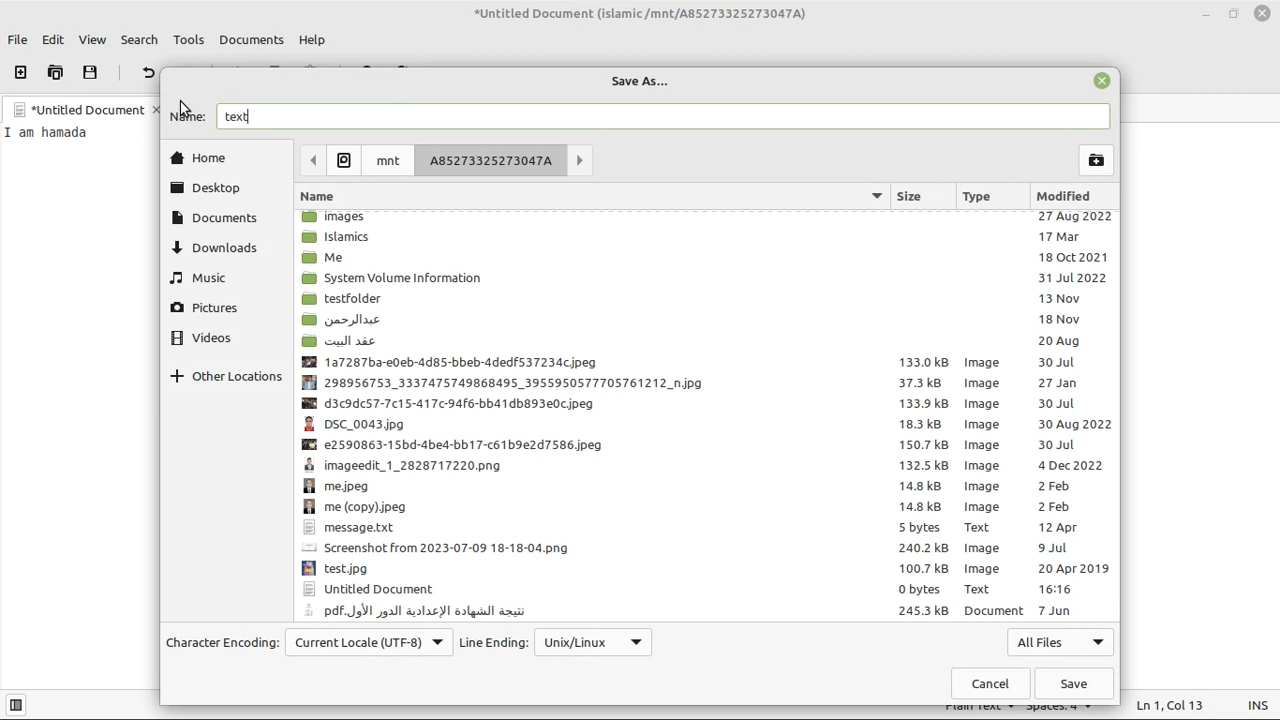 *Untitled Document (islamic /mnt/A85273325273047A)
File Edit View Search Tools Documents Help
Save As...
*Untitled Document
Name: text
I am hamada
Home
mnt A85273325273047A
Desktop
Documents
Downloads
Music
Pictures
Videos
Other Locations
Name Size Type Modified
images 27 Aug 2022
Islamics 17 Mar
Me 18 Oct 2021
System Volume Information 31 Jul 2022
testfolder 13 Nov
عبدالرحمن 18 Nov
عقد البيت 20 Aug
1a7287ba-e0eb-4d85-bbeb-4dedf537234c.jpeg 133.0 kB Image 30 Jul
298956753_3337475749868495_3955950577705761212_n.jpg 37.3 kB Image 27 Jan
d3c9dc57-7c15-417c-94f6-bb41db893e0c.jpeg 133.9 kB Image 30 Jul
DSC_0043.jpg 18.3 kB Image 30 Aug 2022
e2590863-15bd-4be4-bb17-c61b9e2d7586.jpeg 150.7 kB Image 30 Jul
imageedit_1_2828717220.png 132.5 kB Image 4 Dec 2022
me.jpeg 14.8 kB Image 2 Feb
me (copy).jpeg 14.8 kB Image 2 Feb
message.txt 5 bytes Text 12 Apr
Screenshot from 2023-07-09 18-18-04.png 240.2 kB Image 9 Jul
test.jpg 100.7 kB Image 20 Apr 2019
Untitled Document 0 bytes Text 16:16
نتيجة الشهادة الإعدادية الدور الأول.pdf 245.3 kB Document 7 Jun
Character Encoding: Current Locale (UTF-8) Line Ending: Unix/Linux All Files
Cancel Save
Plain Text Spaces: 4 Ln 1, Col 13 INS